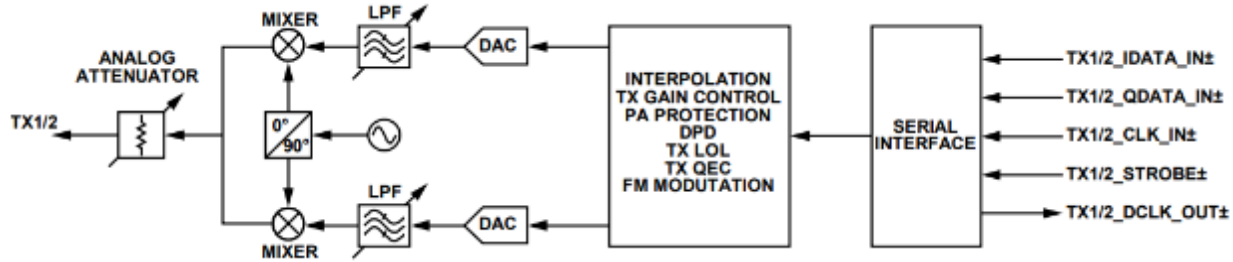 MIXER
LPF
DAC
ANALOG
ATTENUATOR
TX1/2
0°
90°
LPF
DAC
MIXER
INTERPOLATION
TX GAIN CONTROL
PA PROTECTION
DPD
TX LOL
TX QEC
FM MODUTATION
SERIAL
INTERFACE
TX1/2_IDATA_IN±
TX1/2_QDATA_IN±
TX1/2_CLK_IN±
TX1/2_STROBE±
TX1/2_DCLK_OUT±